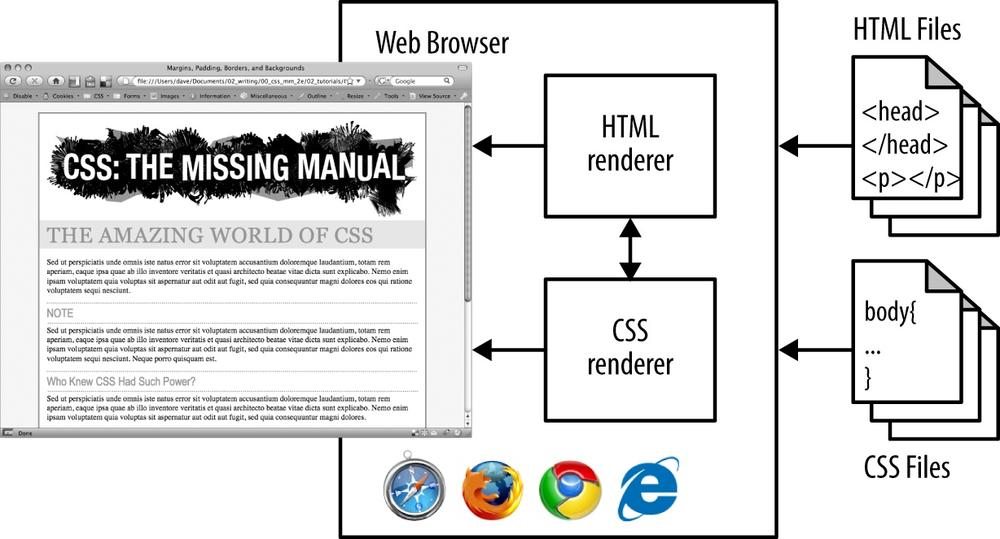 Web Browser
HTML Files
Margins, Padding, Borders, and Backgrounds
file:///Users/dave/Documents/02_writing/00_css_mm_2e/02_tutorials/
Google
Disable
Cookies
CSS
Forms
Images
Information
Miscellaneous
Outline
Resize
Tools
View Source
HTML
renderer
<head>
</head>
<p></p>
CSS: THE MISSING MANUAL
THE AMAZING WORLD OF CSS
Sed ut perspiciatis unde omnis iste natus error sit voluptatem accusantium doloremque laudantium, totam rem
aperiam, eaque ipsa quae ab illo inventore veritatis et quasi architecto beatae vitae dicta sunt explicabo. Nemo enim
ipsam voluptatem quia voluptas sit aspernatur aut odit aut fugit, sed quia consequuntur magni dolores eos qui ratione
voluptatem sequi nesciunt.
NOTE
Sed ut perspiciatis unde omnis iste natus error sit voluptatem accusantium doloremque laudantium, totam rem
aperiam, eaque ipsa quae ab illo inventore veritatis et quasi architecto beatae vitae dicta sunt explicabo. Nemo enim
ipsam voluptatem quia voluptas sit aspernatur aut odit aut fugit, sed quia consequuntur magni dolores eos qui ratione
voluptatem sequi nesciunt. Neque porro quisquam est.
Who Knew CSS Had Such Power?
Sed ut perspiciatis unde omnis iste natus error sit voluptatem accusantium doloremque laudantium, totam rem
aperiam, eaque ipsa quae ab illo inventore veritatis et quasi architecto beatae vitae dicta sunt explicabo. Nemo enim
ipsam voluptatem quia voluptas sit aspernatur aut odit aut fugit, sed quia consequuntur magni dolores.
Done
CSS
renderer
body{
...
}
CSS Files